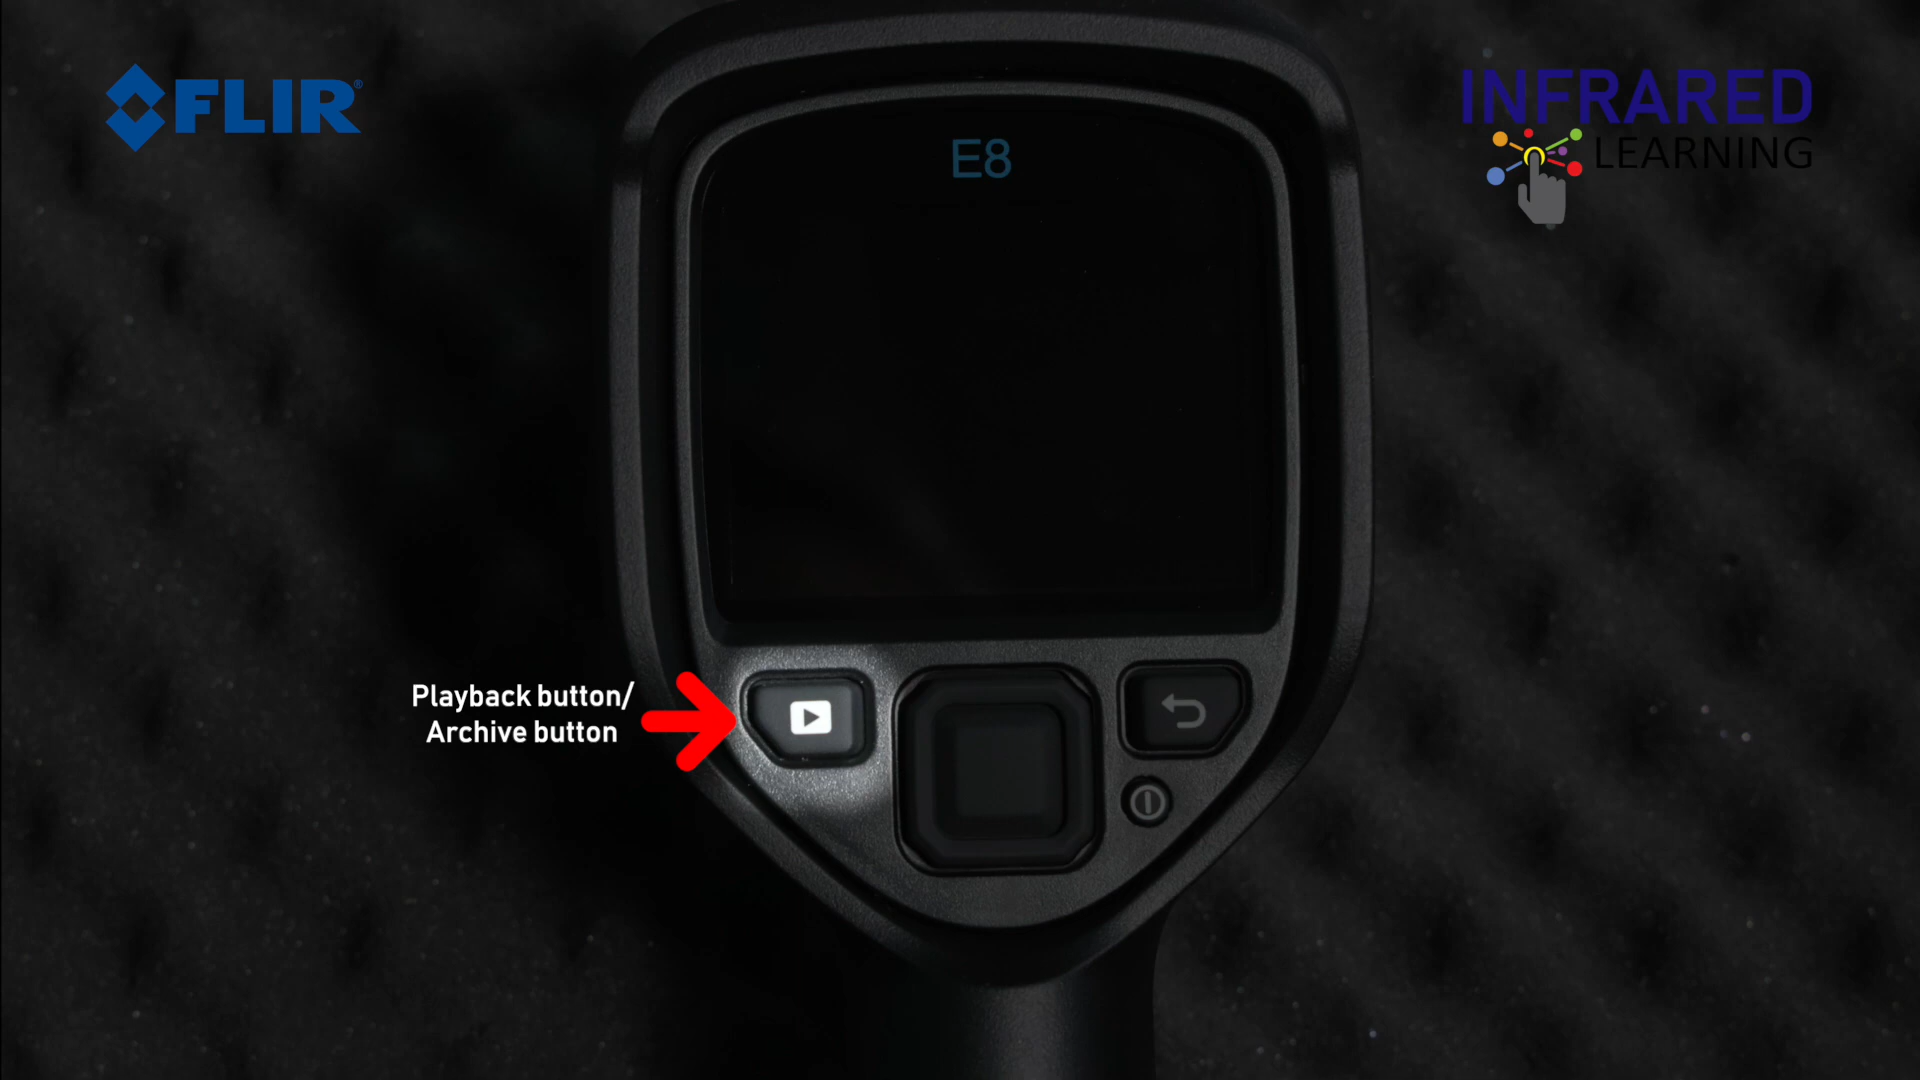 FLIR®
INFRARED
LEARNING
E8
Playback button/
Archive button